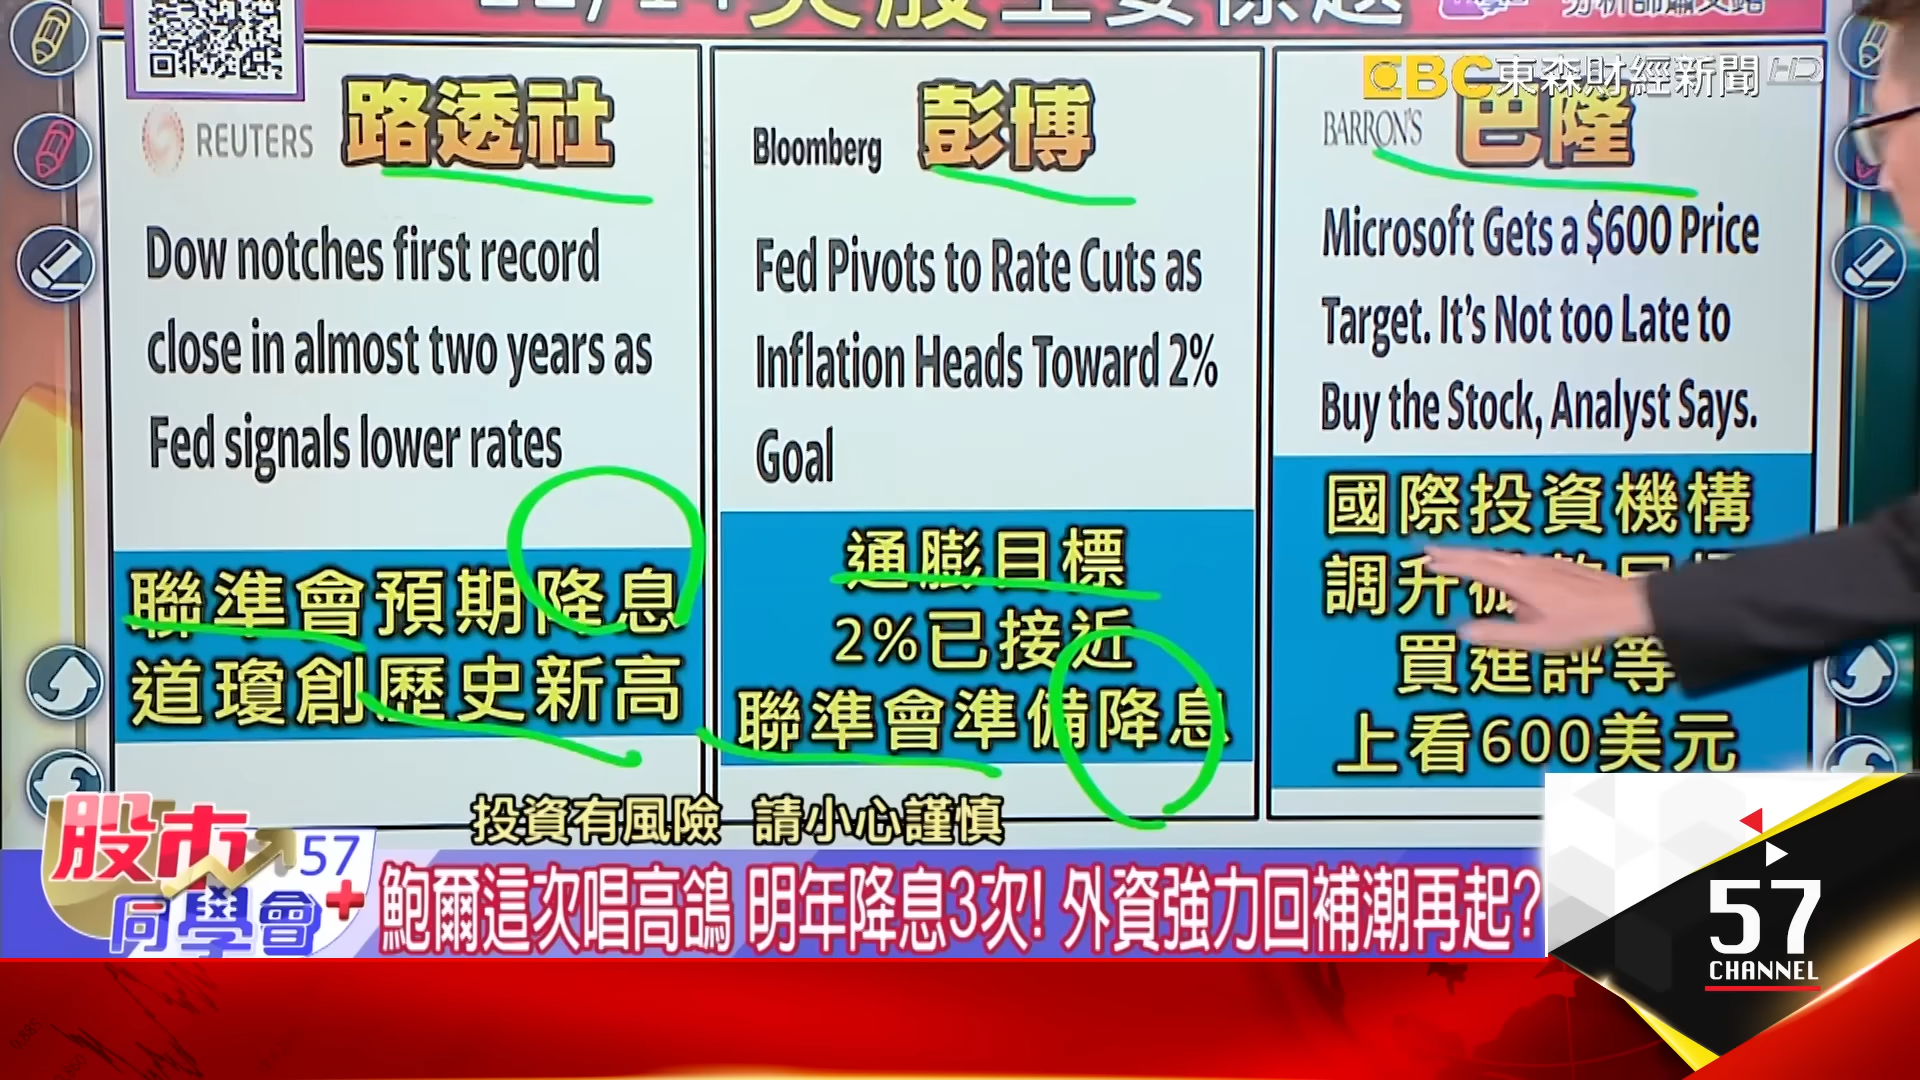 EBC 東森財經新聞 HD
REUTERS 路透社
Dow notches first record
close in almost two years as
Fed signals lower rates
聯準會預期降息
道瓊創歷史新高
Bloomberg 彭博
Fed Pivots to Rate Cuts as
Inflation Heads Toward 2%
Goal
通膨目標
2%已接近
聯準會準備降息
BARRON'S 巴隆
Microsoft Gets a $600 Price
Target. It's Not too Late to
Buy the Stock, Analyst Says.
國際投資機構
調升
買進評等
上看600美元
投資有風險 請小心謹慎
股市 57
同學會+
鮑爾這次唱高鴿 明年降息3次! 外資強力回補潮再起?
57
CHANNEL